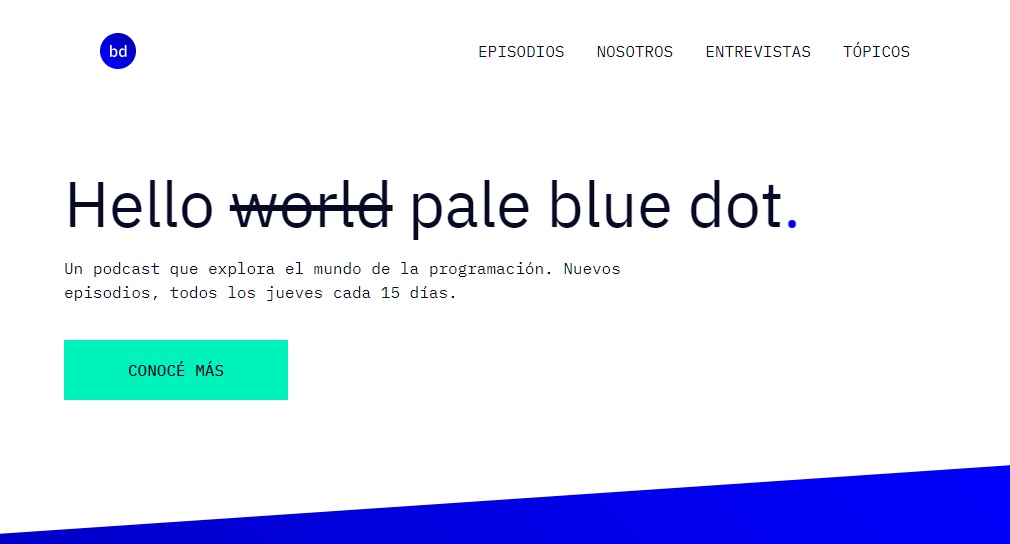 bd
EPISODIOS NOSOTROS ENTREVISTAS TÓPICOS
Hello world pale blue dot.
Un podcast que explora el mundo de la programación. Nuevos
episodios, todos los jueves cada 15 días.
CONOCÉ MÁS